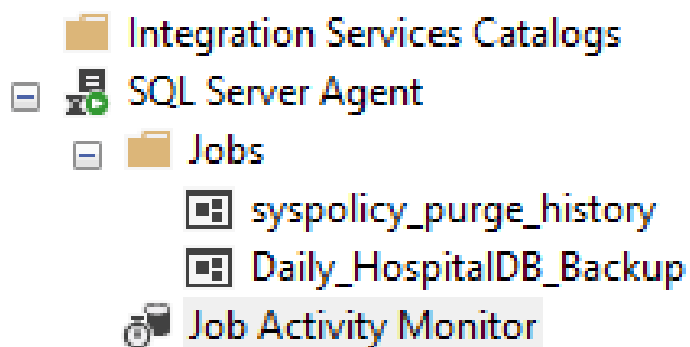 Integration Services Catalogs
SQL Server Agent
Jobs
syspolicy_purge_history
Daily_HospitalDB_Backup
Job Activity Monitor